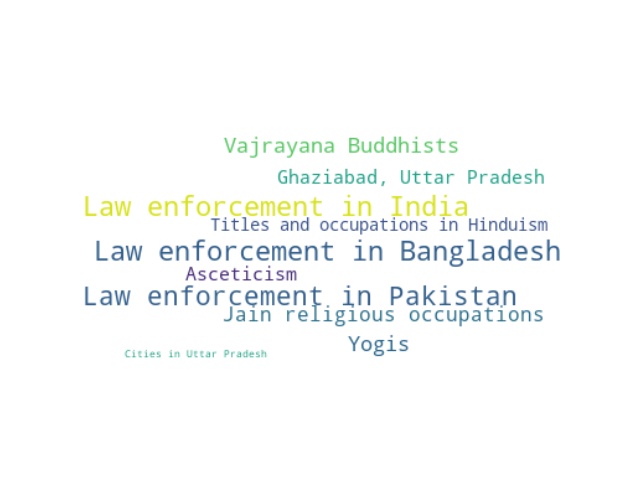 Vajrayana Buddhists
Ghaziabad, Uttar Pradesh
Law enforcement in India
Titles and occupations in Hinduism
Law enforcement in Bangladesh
Asceticism
Law enforcement in Pakistan
Jain religious occupations
Yogis
Cities in Uttar Pradesh